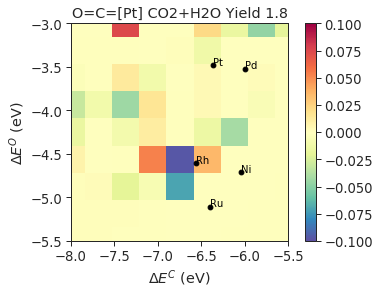 O=C=[Pt] CO2+H2O Yield 1.8
ΔE^O (eV)
−3.0
−3.5
−4.0
−4.5
−5.0
−5.5
Pt
Pd
Rh
Ni
Ru
−8.0 −7.5 −7.0 −6.5 −6.0 −5.5
ΔE^C (eV)
0.100
0.075
0.050
0.025
0.000
−0.025
−0.050
−0.075
−0.100